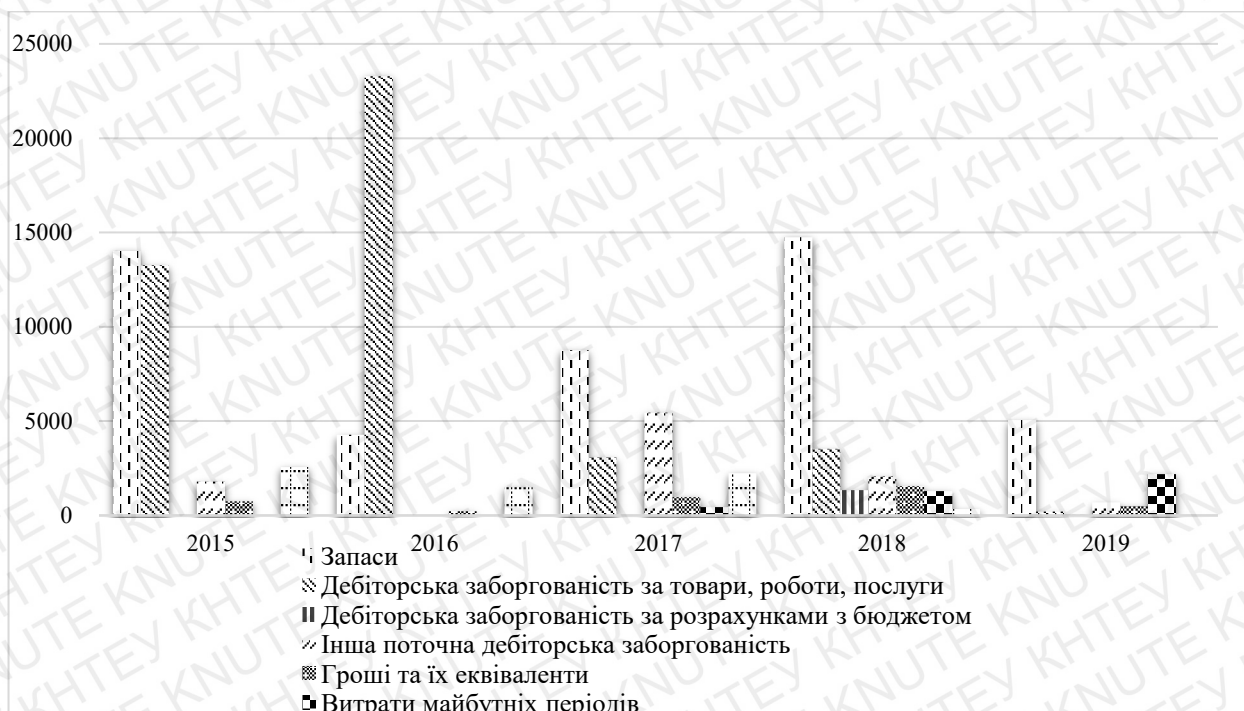 25000
20000
15000
10000
5000
0
2015 2016 2017 2018 2019
Запаси
Дебіторська заборгованість за товари, роботи, послуги
Дебіторська заборгованість за розрахунками з бюджетом
Інша поточна дебіторська заборгованість
Гроші та їх еквіваленти
Витрати майбутніх періодів